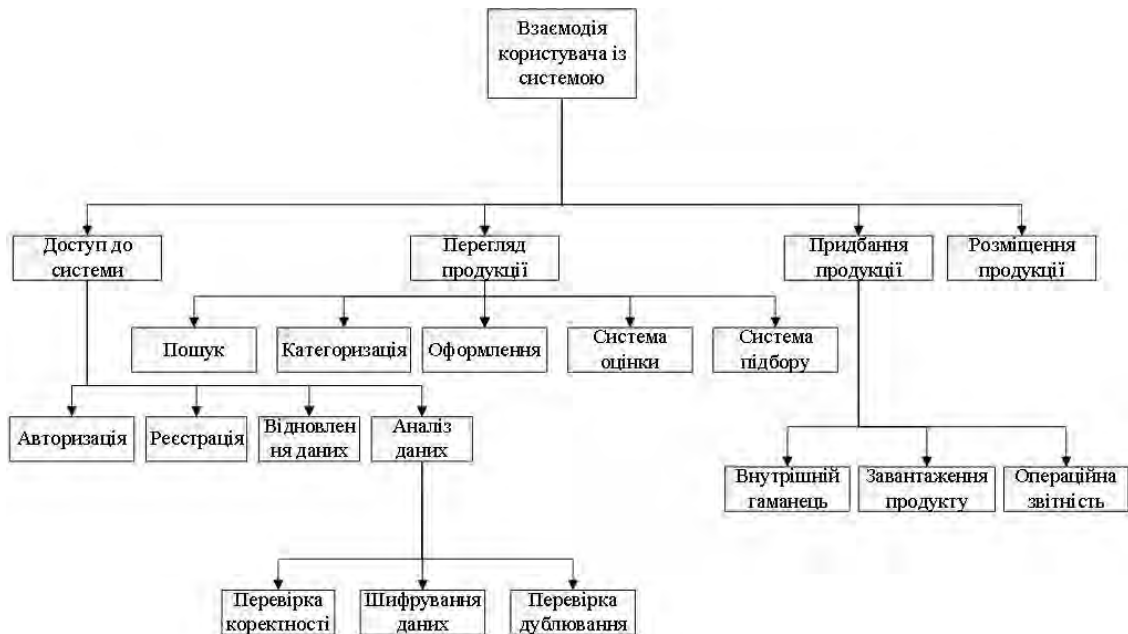 Взаємодія
користувача із
системою
Доступ до
системи
Перегляд
продукції
Придбання
продукції
Розміщення
продукції
Пошук
Категоризація
Оформлення
Система
оцінки
Система
підбору
Авторизація
Реєстрація
Відновлен
ня даних
Аналіз
даних
Внутрішній
гаманець
Завантаження
продукту
Операційна
звітність
Перевірка
коректності
Шифрування
даних
Перевірка
дублювання